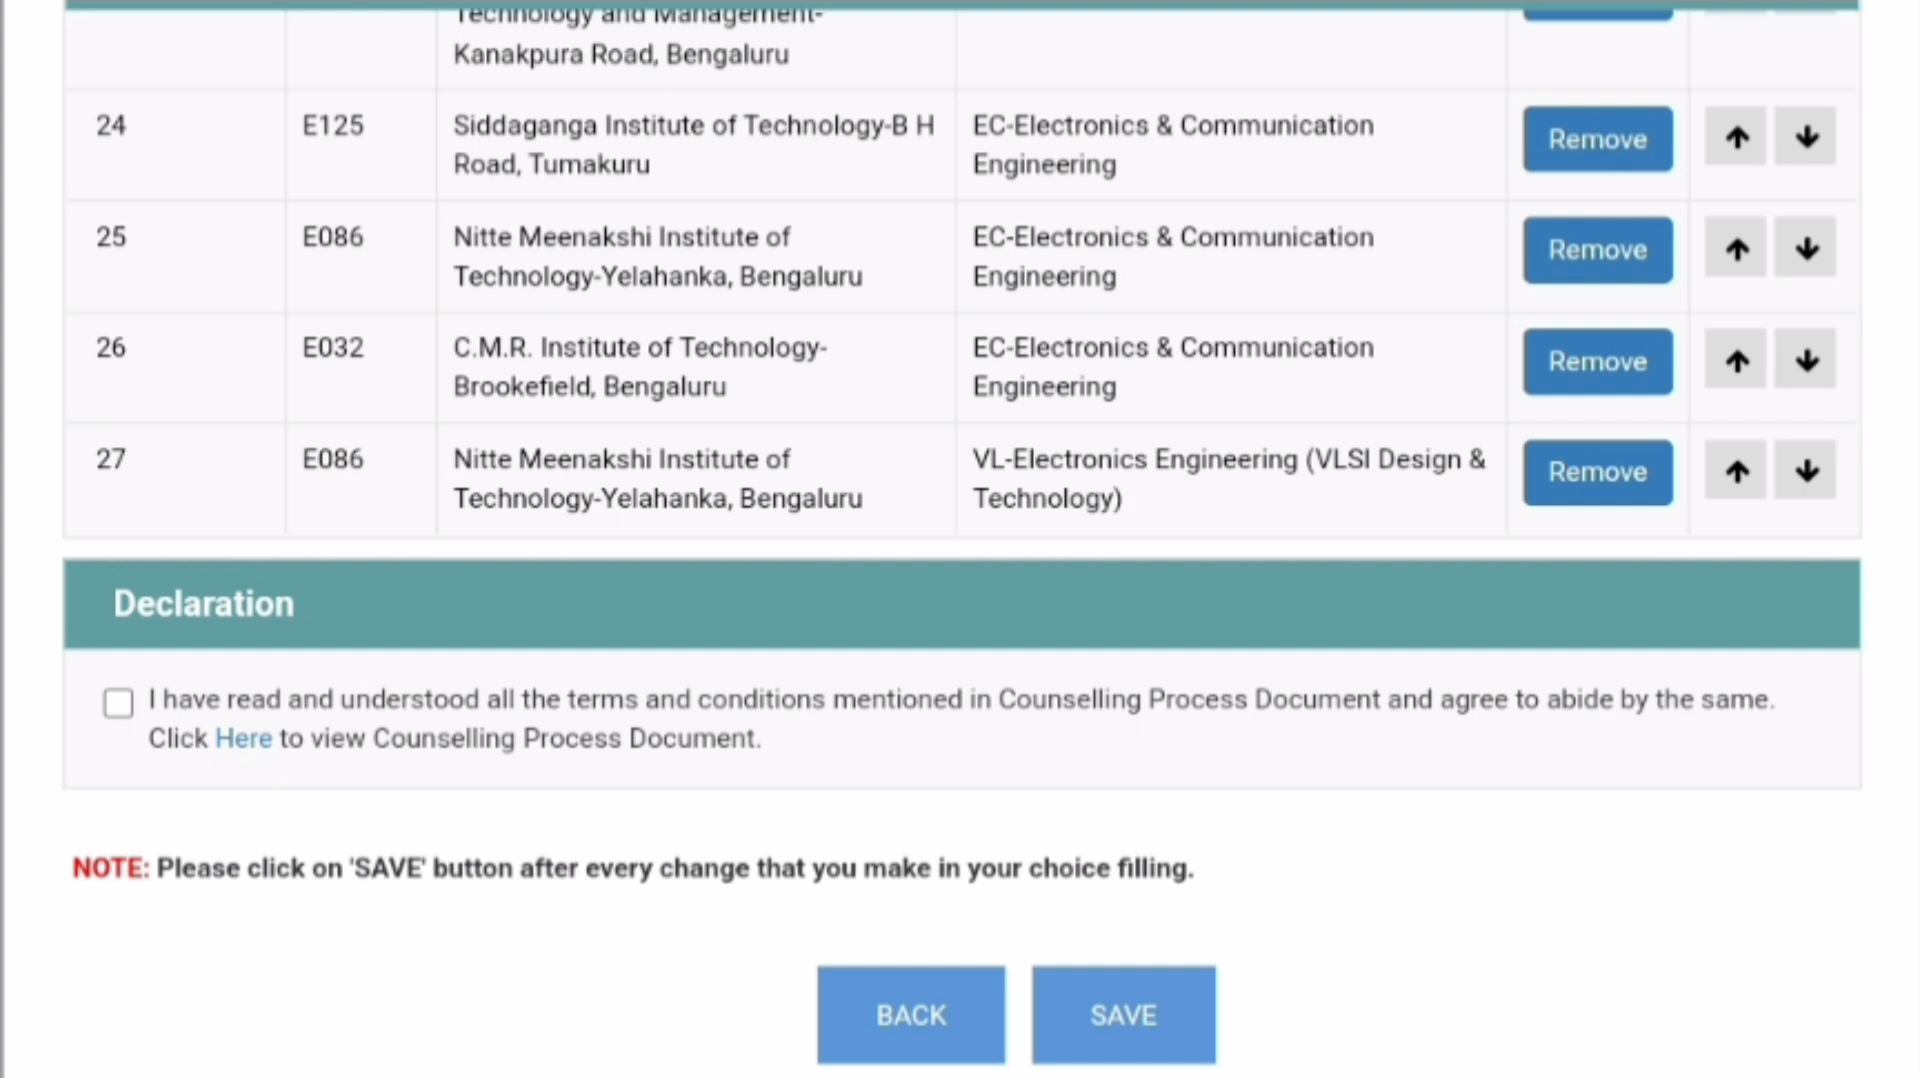 Technology and Management-
Kanakpura Road, Bengaluru
24 E125 Siddaganga Institute of Technology-B H EC-Electronics & Communication Remove
Road, Tumakuru Engineering
25 E086 Nitte Meenakshi Institute of EC-Electronics & Communication Remove
Technology-Yelahanka, Bengaluru Engineering
26 E032 C.M.R. Institute of Technology- EC-Electronics & Communication Remove
Brookefield, Bengaluru Engineering
27 E086 Nitte Meenakshi Institute of VL-Electronics Engineering (VLSI Design & Remove
Technology-Yelahanka, Bengaluru Technology)
Declaration
I have read and understood all the terms and conditions mentioned in Counselling Process Document and agree to abide by the same.
Click Here to view Counselling Process Document.
NOTE: Please click on 'SAVE' button after every change that you make in your choice filling.
BACK SAVE